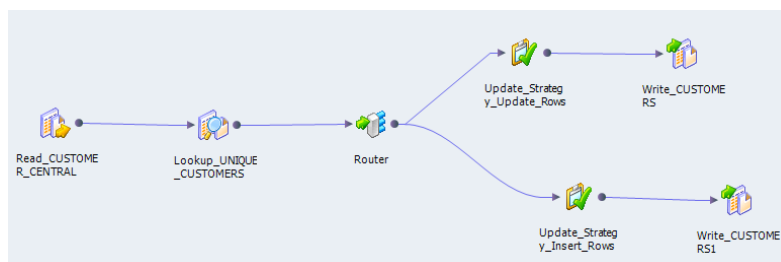 Update_Strateg
y_Update_Rows
Write_CUSTOME
RS
Read_CUSTOME
R_CENTRAL
Lookup_UNIQUE
_CUSTOMERS
Router
Update_Strateg
y_Insert_Rows
Write_CUSTOME
RS1